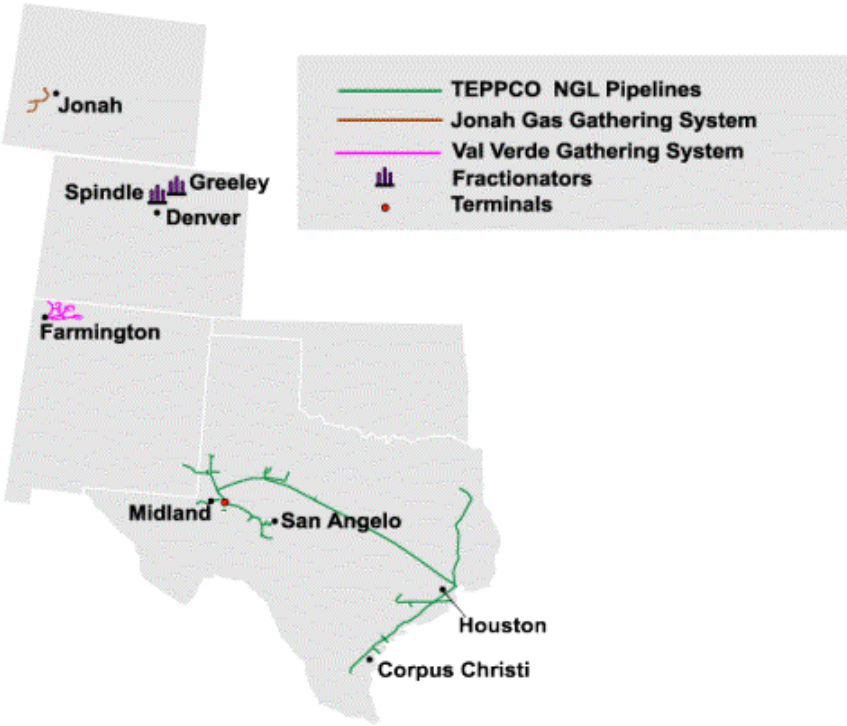 TEPPCO NGL Pipelines
Jonah Gas Gathering System
Val Verde Gathering System
Fractionators
Terminals
Jonah
Greeley
Spindle
Denver
Farmington
Midland
San Angelo
Houston
Corpus Christi